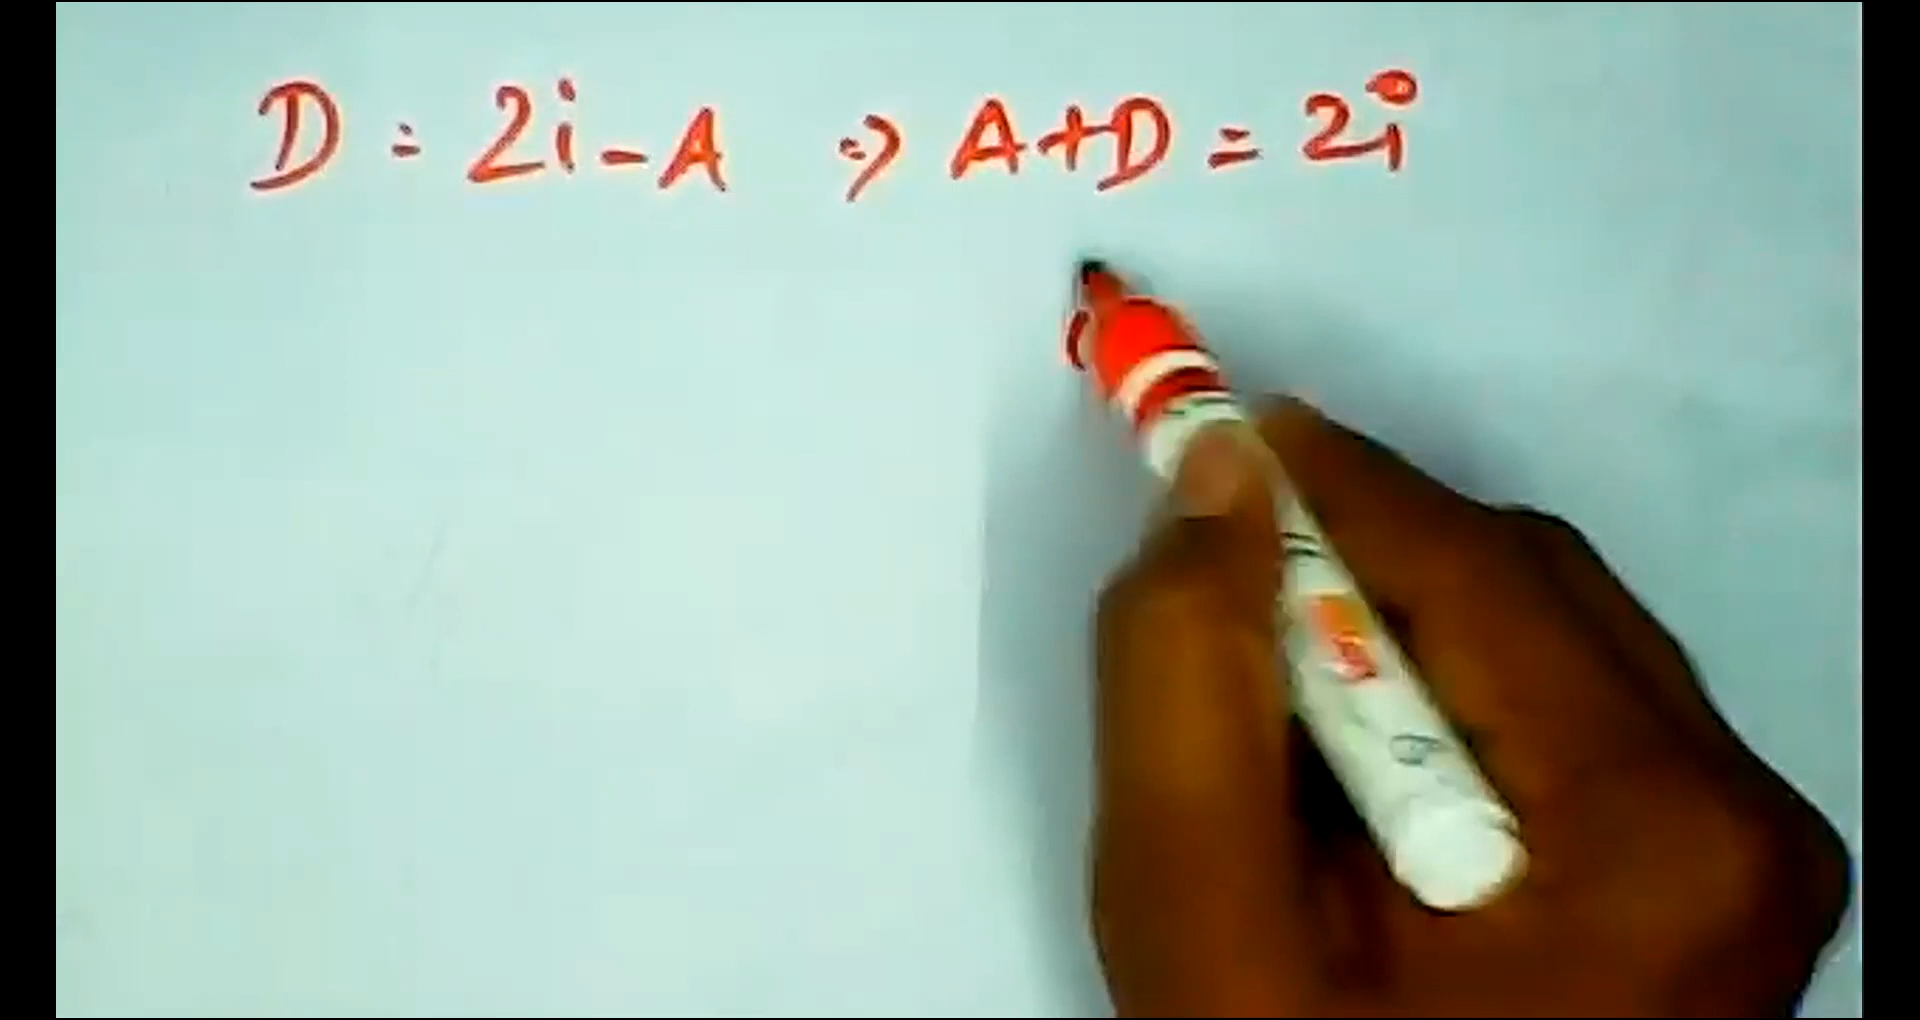 D = 2i - A ⇒ A+D = 2i
(